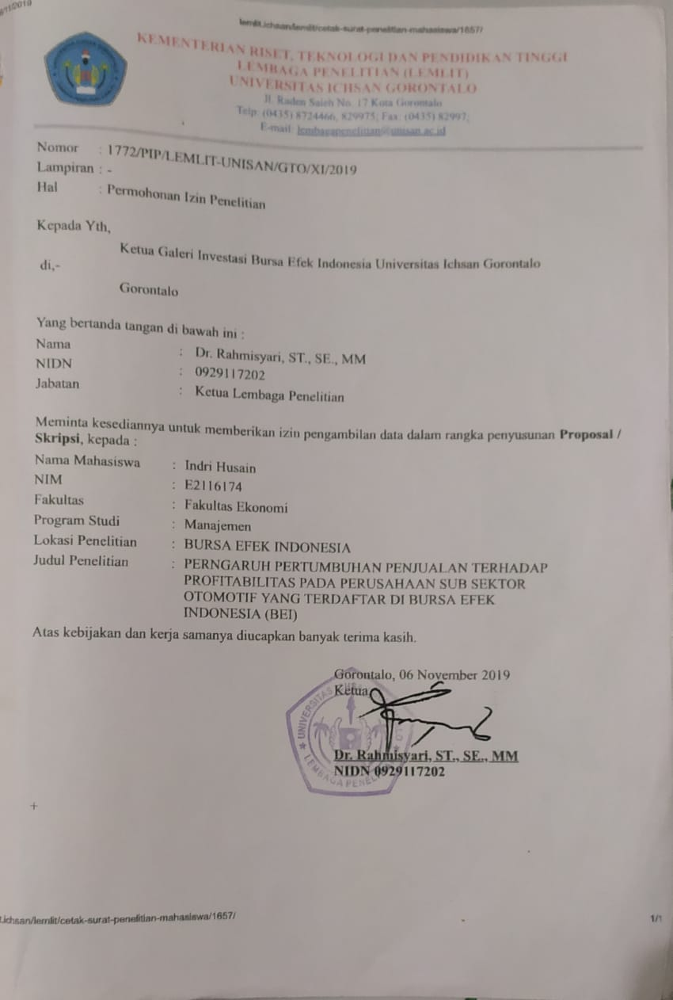 /11/2019
lemlit.ichsan/lemlit/cetak-surat-penelitian-mahasiswa/1657/
KEMENTERIAN RISET, TEKNOLOGI DAN PENDIDIKAN TINGGI
LEMBAGA PENELITIAN (LEMLIT)
UNIVERSITAS ICHSAN GORONTALO
Jl. Raden Saleh No. 17 Kota Gorontalo
Telp: (0435) 8724466, 829975; Fax: (0435) 82997;
E-mail: lembagapenelitian@unisan.ac.id
Nomor : 1772/PIP/LEMLIT-UNISAN/GTO/XI/2019
Lampiran : -
Hal : Permohonan Izin Penelitian
Kepada Yth,
Ketua Galeri Investasi Bursa Efek Indonesia Universitas Ichsan Gorontalo
di,-
Gorontalo
Yang bertanda tangan di bawah ini :
Nama : Dr. Rahmisyari, ST., SE., MM
NIDN : 0929117202
Jabatan : Ketua Lembaga Penelitian
Meminta kesediannya untuk memberikan izin pengambilan data dalam rangka penyusunan Proposal /
Skripsi, kepada :
Nama Mahasiswa : Indri Husain
NIM : E2116174
Fakultas : Fakultas Ekonomi
Program Studi : Manajemen
Lokasi Penelitian : BURSA EFEK INDONESIA
Judul Penelitian : PERNGARUH PERTUMBUHAN PENJUALAN TERHADAP
PROFITABILITAS PADA PERUSAHAAN SUB SEKTOR
OTOMOTIF YANG TERDAFTAR DI BURSA EFEK
INDONESIA (BEI)
Atas kebijakan dan kerja samanya diucapkan banyak terima kasih.
Gorontalo, 06 November 2019
Ketua
Dr. Rahmisyari, ST., SE., MM
NIDN 0929117202
+
t.ichsan/lemlit/cetak-surat-penelitian-mahasiswa/1657/
1/1